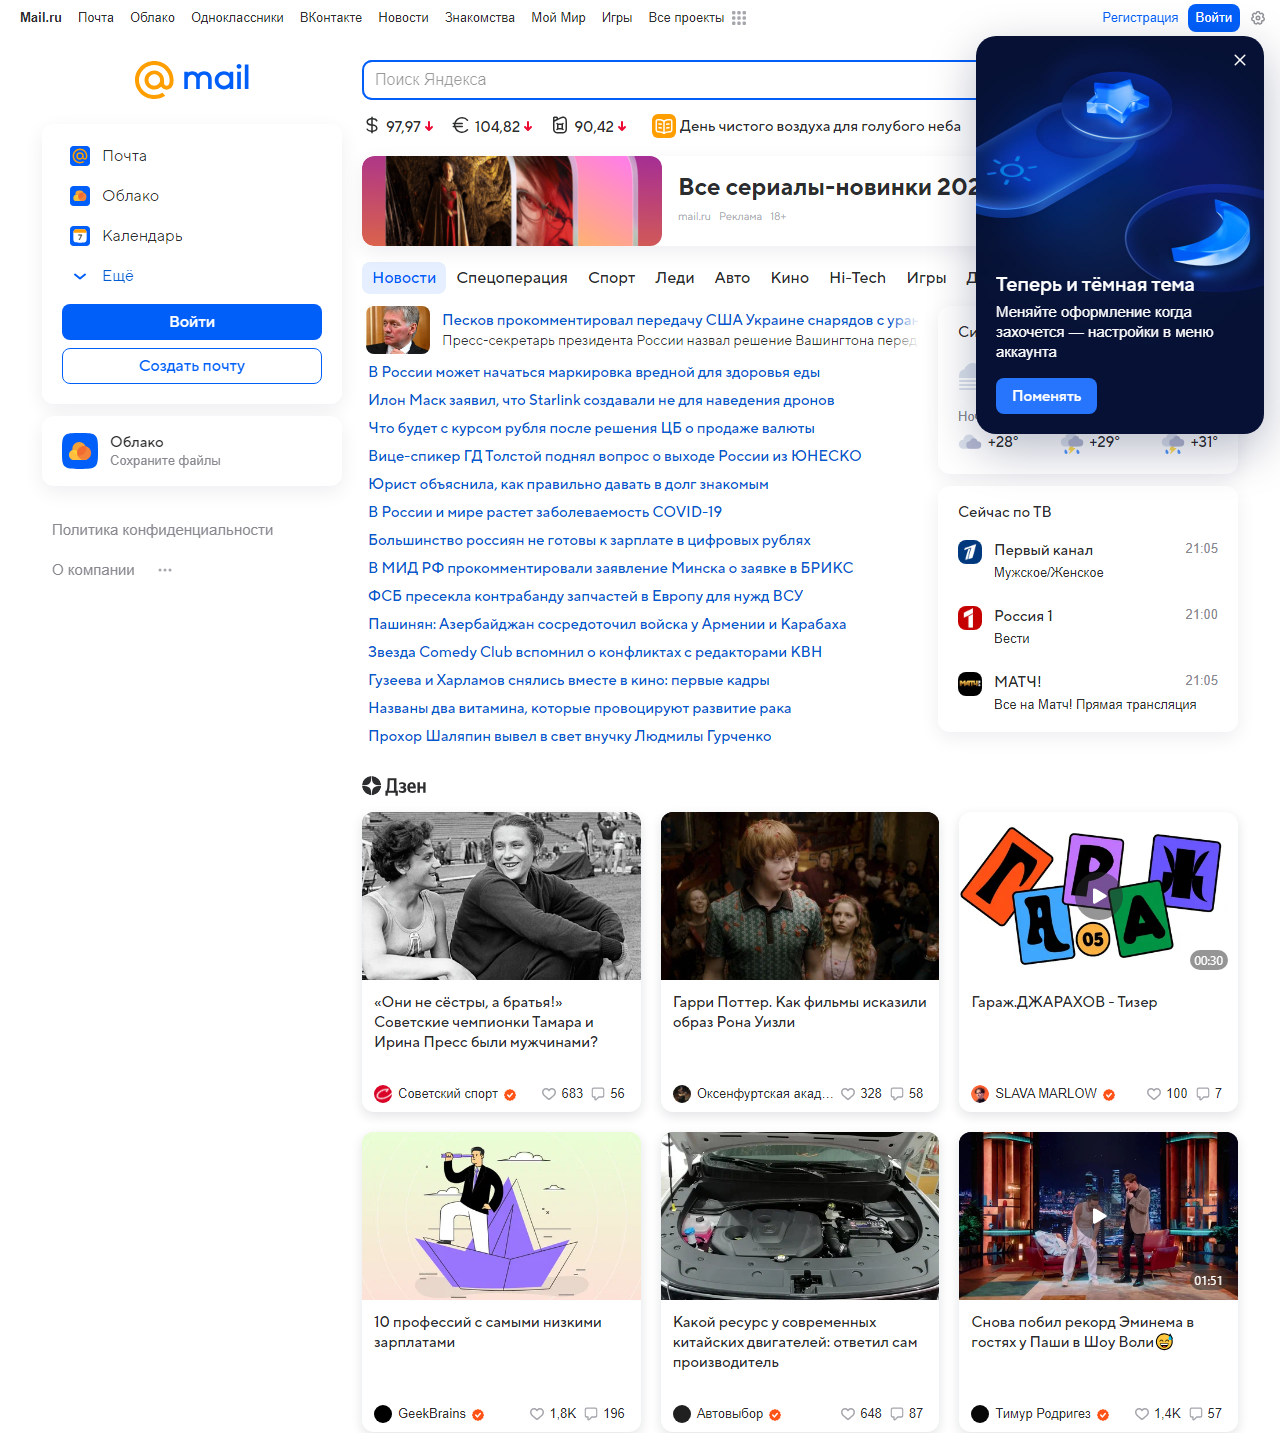 Mail.ru Почта Облако Одноклассники ВКонтакте Новости Знакомства Мой Мир Игры Все проекты
Регистрация Войти
mail
Поиск Яндекса
97,97 104,82 90,42 День чистого воздуха для голубого неба
Почта
Облако
7 Календарь
Ещё
Войти
Создать почту
Облако
Сохраните файлы
Политика конфиденциальности
О компании
Все сериалы-новинки 202
mail.ru Реклама 18+
Новости Спецоперация Спорт Леди Авто Кино Hi-Tech Игры Д
Песков прокомментировал передачу США Украине снарядов с уран
Пресс-секретарь президента России назвал решение Вашингтона перед
В России может начаться маркировка вредной для здоровья еды
Илон Маск заявил, что Starlink создавали не для наведения дронов
Что будет с курсом рубля после решения ЦБ о продаже валюты
Вице-спикер ГД Толстой поднял вопрос о выходе России из ЮНЕСКО
Юрист объяснила, как правильно давать в долг знакомым
В России и мире растет заболеваемость COVID-19
Большинство россиян не готовы к зарплате в цифровых рублях
В МИД РФ прокомментировали заявление Минска о заявке в БРИКС
ФСБ пресекла контрабанду запчастей в Европу для нужд ВСУ
Пашинян: Азербайджан сосредоточил войска у Армении и Карабаха
Звезда Comedy Club вспомнил о конфликтах с редакторами КВН
Гузеева и Харламов снялись вместе в кино: первые кадры
Названы два витамина, которые провоцируют развитие рака
Прохор Шаляпин вывел в свет внучку Людмилы Гурченко
Теперь и тёмная тема
Меняйте оформление когда
захочется — настройки в меню
аккаунта
Поменять
Си
Ноч
+28° +29° +31°
Сейчас по ТВ
Первый канал 21:05
Мужское/Женское
Россия 1 21:00
Вести
МАТЧ! МАТЧ! 21:05
Все на Матч! Прямая трансляция
Дзен
«Они не сёстры, а братья!»
Советские чемпионки Тамара и
Ирина Пресс были мужчинами?
Советский спорт 683 56
Гарри Поттер. Как фильмы исказили
образ Рона Уизли
Оксенфуртская акад... 328 58
ГАРАЖ
05
00:30
Гараж.ДЖАРАХОВ - Тизер
SLAVA MARLOW 100 7
10 профессий с самыми низкими
зарплатами
GeekBrains 1,8K 196
Какой ресурс у современных
китайских двигателей: ответил сам
производитель
Автовыбор 648 87
01:51
Снова побил рекорд Эминема в
гостях у Паши в Шоу Воли😅
Тимур Родригез 1,4K 57